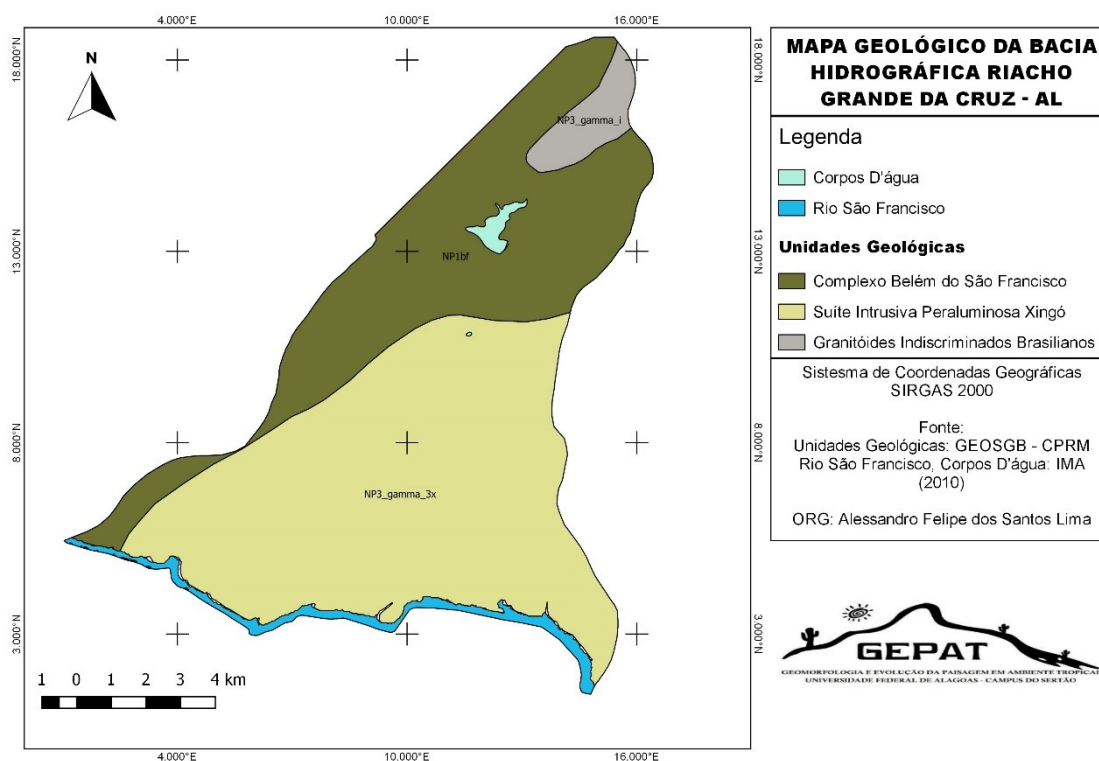 4.000°N
10.000°N
16.000°N
18.000°N
13.000°N
8.000°N
3.000°N
18.000°N
13.000°N
8.000°N
3.000°N
N
NP3_gamma_i
NP1bf
NP3_gamma_3x
1 0 1 2 3 4 km
4.000°N
10.000°N
16.000°N
MAPA GEOLÓGICO DA BACIA
HIDROGRÁFICA RIACHO
GRANDE DA CRUZ - AL
Legenda
Corpos D'água
Rio São Francisco
Unidades Geológicas
Complexo Belém do São Francisco
Suíte Intrusiva Peraluminosa Xingó
Granitóides Indiscriminados Brasilianos
Sistesma de Coordenadas Geográficas
SIRGAS 2000
Fonte:
Unidades Geológicas: GEOSGB - CPRM
Rio São Francisco, Corpos D'água: IMA
(2010)
ORG: Alessandro Felipe dos Santos Lima
GEPAT
GEOMORFOLOGIA E EVOLUÇÃO DA PAISAGEM EM AMBIENTE TROPICAL
UNIVERSIDADE FEDERAL DE ALAGOAS - CAMPUS DO SERTÃO